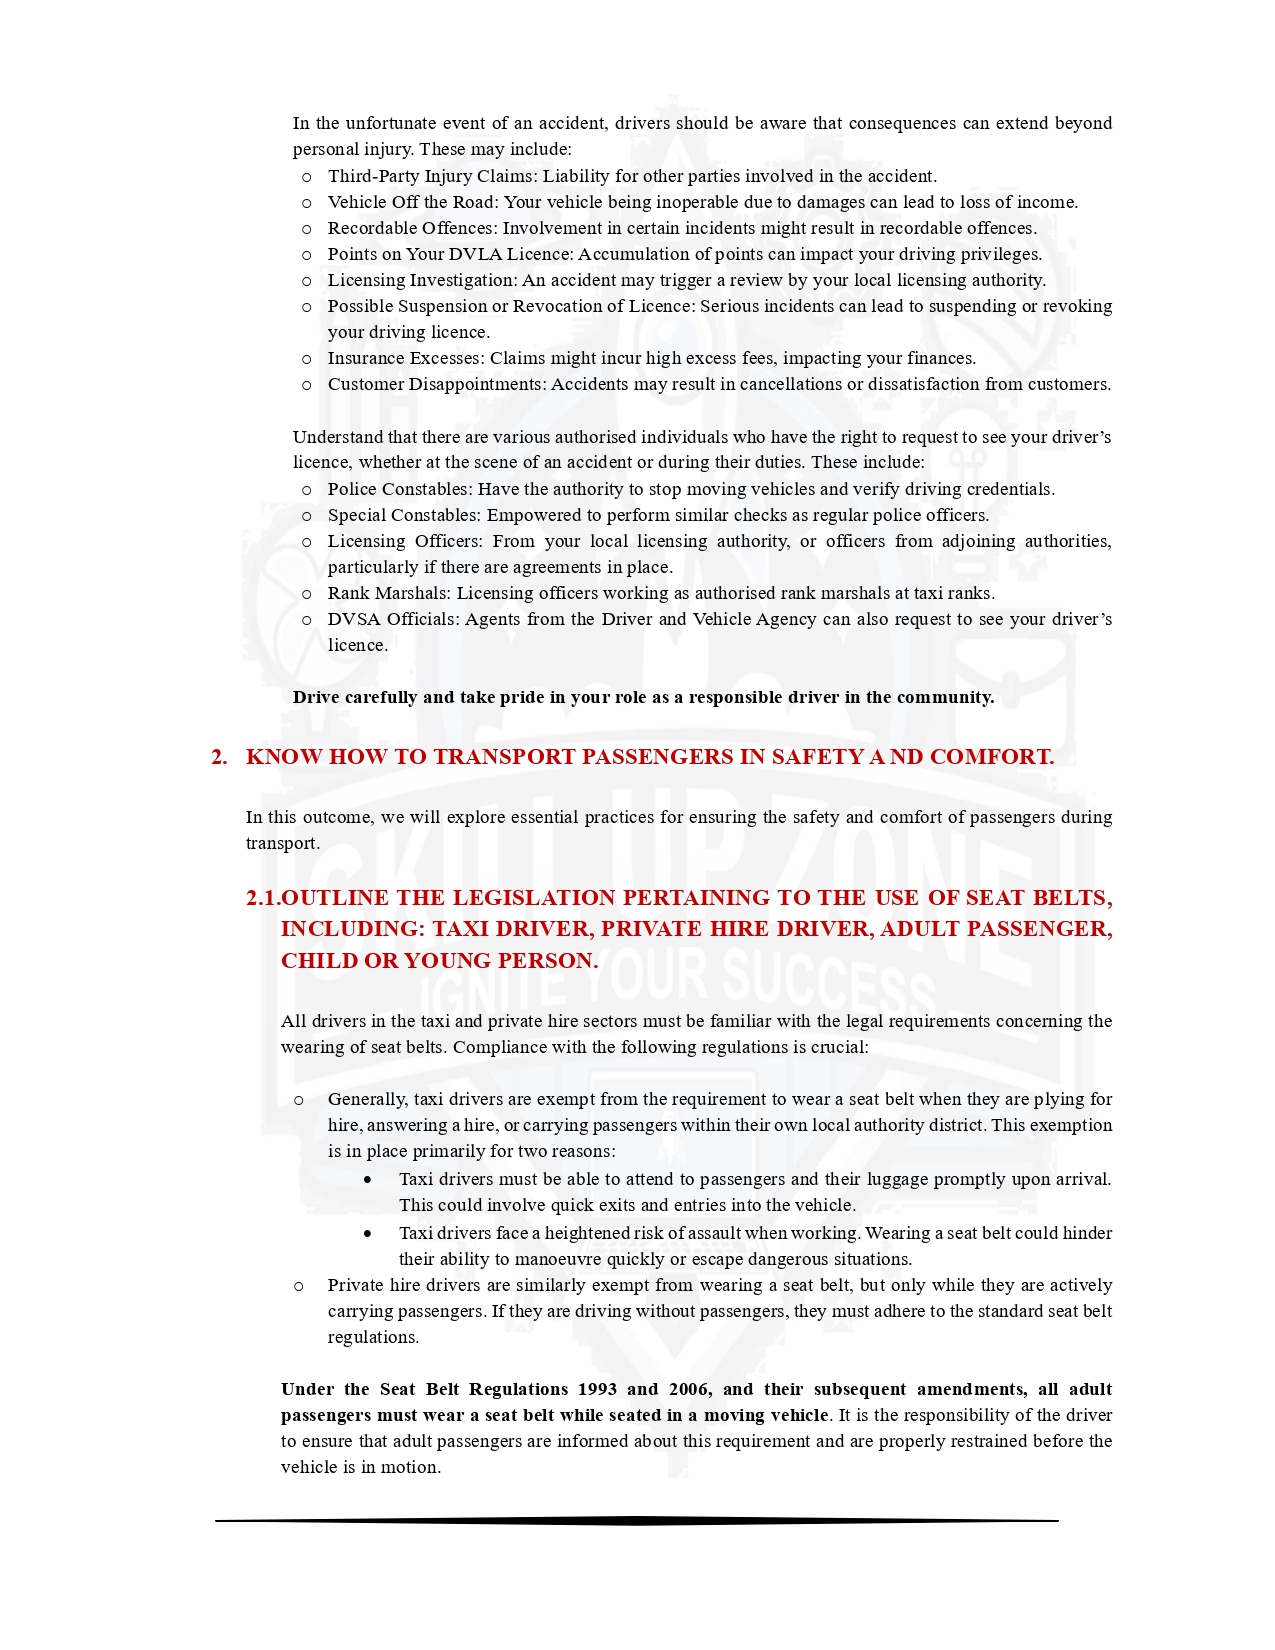 In the unfortunate event of an accident, drivers should be aware that consequences can extend beyond
personal injury. These may include:
o Third-Party Injury Claims: Liability for other parties involved in the accident.
o Vehicle Off the Road: Your vehicle being inoperable due to damages can lead to loss of income.
o Recordable Offences: Involvement in certain incidents might result in recordable offences.
o Points on Your DVLA Licence: Accumulation of points can impact your driving privileges.
o Licensing Investigation: An accident may trigger a review by your local licensing authority.
o Possible Suspension or Revocation of Licence: Serious incidents can lead to suspending or revoking
your driving licence.
o Insurance Excesses: Claims might incur high excess fees, impacting your finances.
o Customer Disappointments: Accidents may result in cancellations or dissatisfaction from customers.
Understand that there are various authorised individuals who have the right to request to see your driver’s
licence, whether at the scene of an accident or during their duties. These include:
o Police Constables: Have the authority to stop moving vehicles and verify driving credentials.
o Special Constables: Empowered to perform similar checks as regular police officers.
o Licensing Officers: From your local licensing authority, or officers from adjoining authorities,
particularly if there are agreements in place.
o Rank Marshals: Licensing officers working as authorised rank marshals at taxi ranks.
o DVSA Officials: Agents from the Driver and Vehicle Agency can also request to see your driver’s
licence.
Drive carefully and take pride in your role as a responsible driver in the community.
2. KNOW HOW TO TRANSPORT PASSENGERS IN SAFETY A ND COMFORT.
In this outcome, we will explore essential practices for ensuring the safety and comfort of passengers during
transport.
SKILL UP ZONE
2.1.OUTLINE THE LEGISLATION PERTAINING TO THE USE OF SEAT BELTS,
INCLUDING: TAXI DRIVER, PRIVATE HIRE DRIVER, ADULT PASSENGER,
CHILD OR YOUNG PERSON.
IGNITE YOUR SUCCESS
All drivers in the taxi and private hire sectors must be familiar with the legal requirements concerning the
wearing of seat belts. Compliance with the following regulations is crucial:
o Generally, taxi drivers are exempt from the requirement to wear a seat belt when they are plying for
hire, answering a hire, or carrying passengers within their own local authority district. This exemption
is in place primarily for two reasons:
• Taxi drivers must be able to attend to passengers and their luggage promptly upon arrival.
This could involve quick exits and entries into the vehicle.
• Taxi drivers face a heightened risk of assault when working. Wearing a seat belt could hinder
their ability to manoeuvre quickly or escape dangerous situations.
o Private hire drivers are similarly exempt from wearing a seat belt, but only while they are actively
carrying passengers. If they are driving without passengers, they must adhere to the standard seat belt
regulations.
Under the Seat Belt Regulations 1993 and 2006, and their subsequent amendments, all adult
passengers must wear a seat belt while seated in a moving vehicle. It is the responsibility of the driver
to ensure that adult passengers are informed about this requirement and are properly restrained before the
vehicle is in motion.